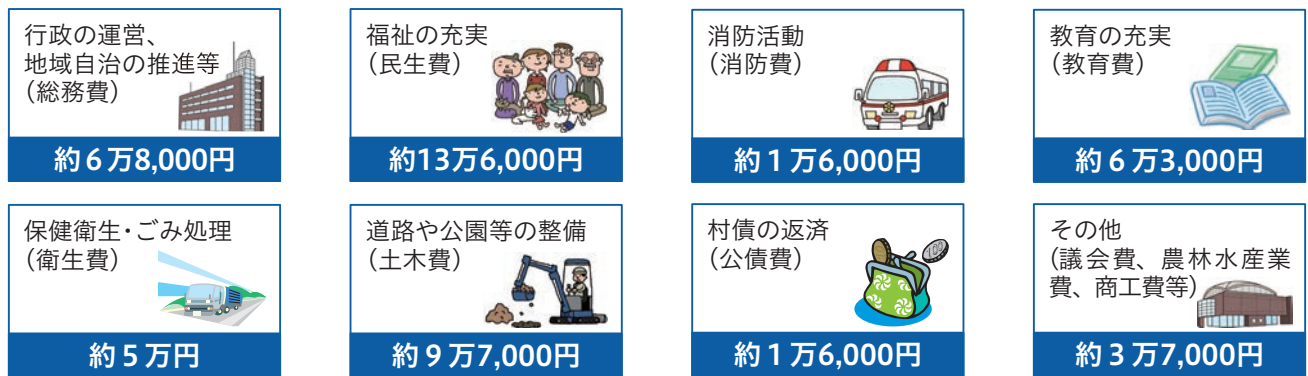 行政の運営、
地域自治の推進等
（総務費）
約６万8,000円
福祉の充実
（民生費）
約13万6,000円
消防活動
（消防費）
約１万6,000円
教育の充実
（教育費）
約６万3,000円
保健衛生・ごみ処理
（衛生費）
約５万円
道路や公園等の整備
（土木費）
約９万7,000円
村債の返済
（公債費）
100
約１万6,000円
その他
（議会費、農林水産業
費、商工費等）
約３万7,000円